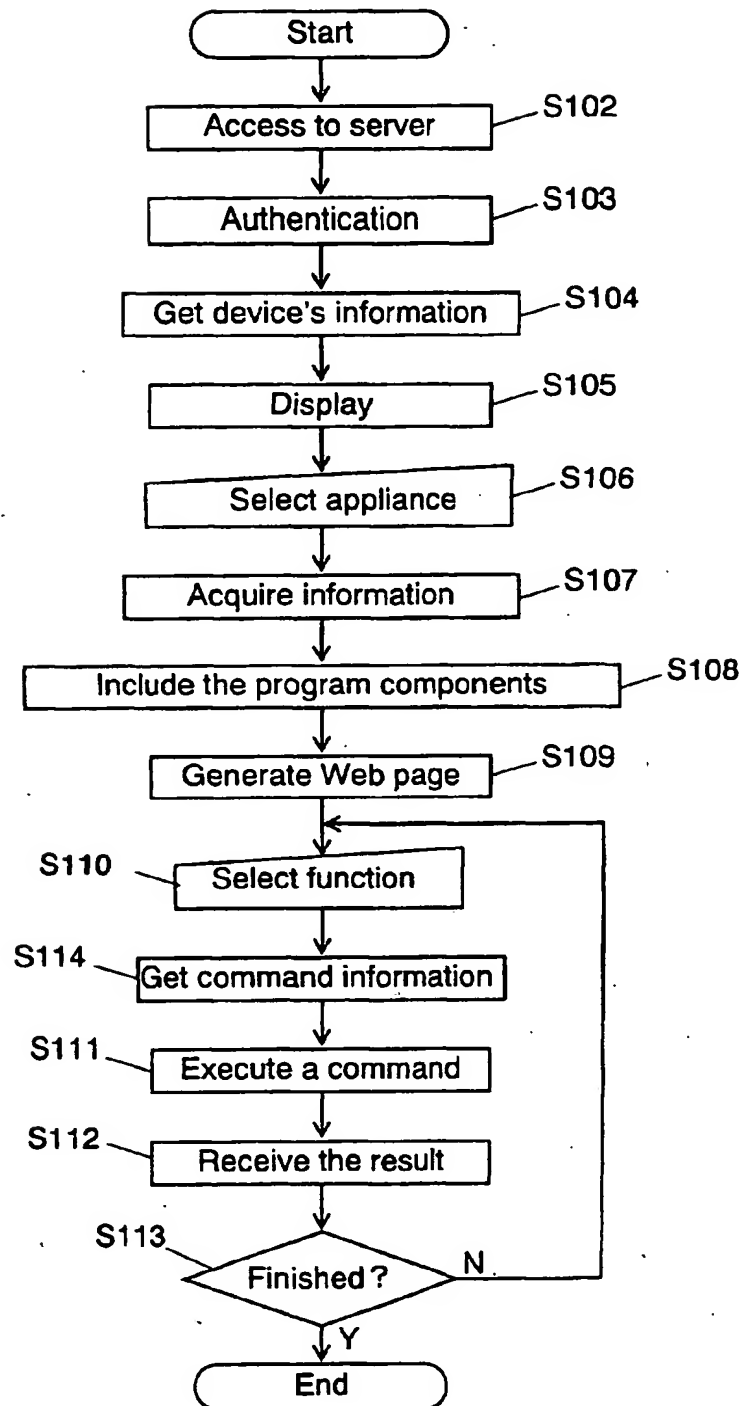 Start
Access to server
S102
Authentication
S103
Get device's information
S104
Display
S105
Select appliance
S106
Acquire information
S107
Include the program components
S108
Generate Web page
S109
S110
Select function
S114
Get command information
S111
Execute a command
S112
Receive the result
S113
Finished?
N
Y
End